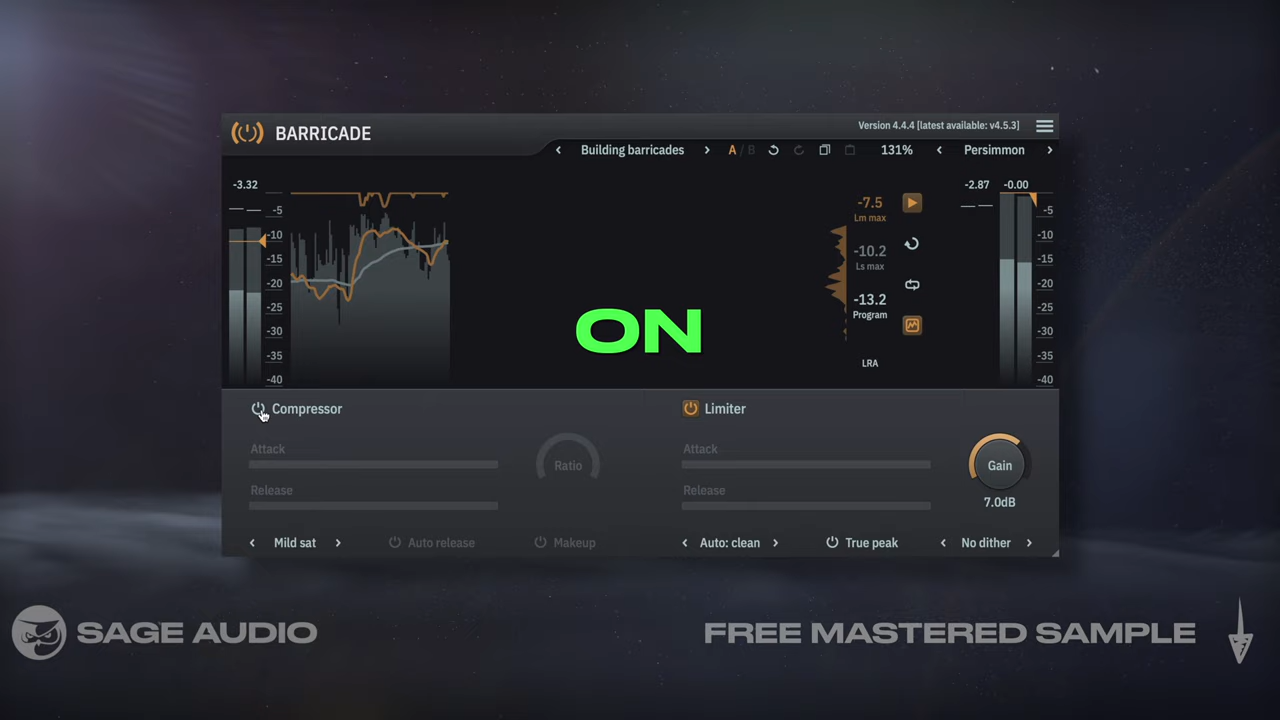 BARRICADE
Version 4.4.4 [latest available: v4.5.3]
Building barricades
A / B
131%
Persimmon
-3.32
-5
-10
-15
-20
-25
-30
-35
-40
-7.5
Lm max
-10.2
Ls max
-13.2
Program
LRA
-2.87
-0.00
-5
-10
-15
-20
-25
-30
-35
-40
ON
Compressor
Attack
Release
Ratio
Mild sat
Auto release
Makeup
Limiter
Attack
Release
Gain
7.0dB
Auto: clean
True peak
No dither
SAGE AUDIO
FREE MASTERED SAMPLE